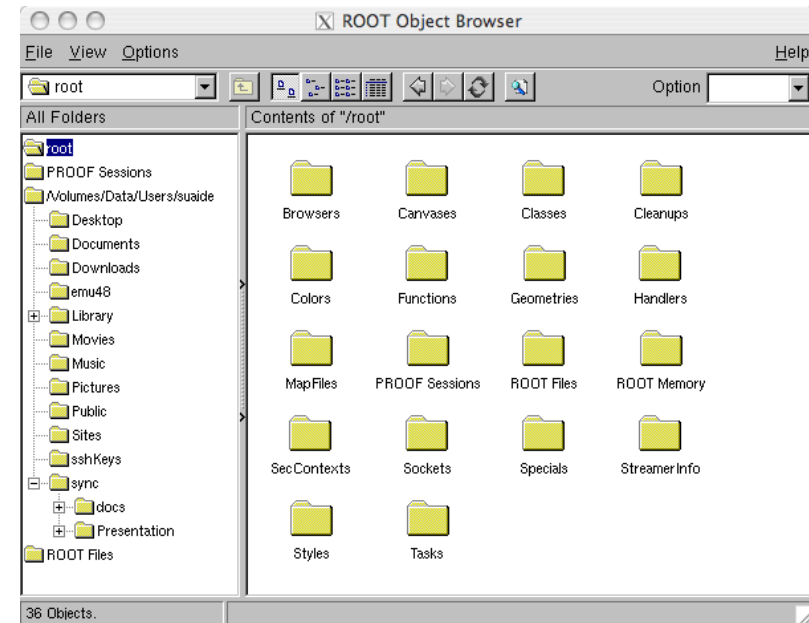 ROOT Object Browser
File View Options Help
root Option
All Folders Contents of "/root"
root
PROOF Sessions
/Volumes/Data/Users/suaide
Desktop
Documents
Downloads
emu48
Library
Movies
Music
Pictures
Public
Sites
sshKeys
sync
docs
Presentation
ROOT Files
Browsers Canvases Classes Cleanups
Colors Functions Geometries Handlers
MapFiles PROOF Sessions ROOT Files ROOT Memory
SecContexts Sockets Specials StreamerInfo
Styles Tasks
36 Objects.